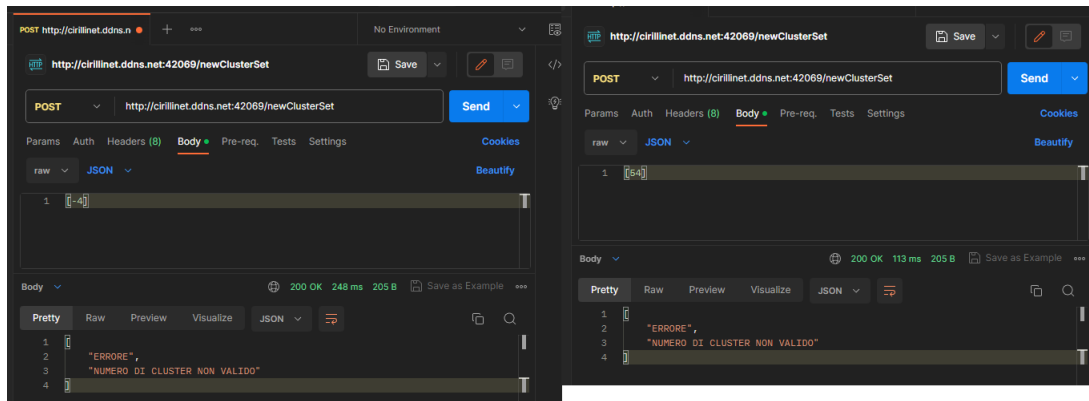 POST http://cirillinet.ddns.n
No Environment
HTTP http://cirillinet.ddns.net:42069/newClusterSet
Save
POST http://cirillinet.ddns.net:42069/newClusterSet
Send
Params Auth Headers (8) Body Pre-req. Tests Settings
Cookies
raw JSON
Beautify
1 [-4]
Body
200 OK 248 ms 205 B Save as Example
Pretty Raw Preview Visualize JSON
1 [
2 "ERRORE",
3 "NUMERO DI CLUSTER NON VALIDO"
4 ]
HTTP http://cirillinet.ddns.net:42069/newClusterSet
Save
POST http://cirillinet.ddns.net:42069/newClusterSet
Send
Params Auth Headers (8) Body Pre-req. Tests Settings
Cookies
raw JSON
Beautify
1 [64]
Body
200 OK 113 ms 205 B Save as Example
Pretty Raw Preview Visualize JSON
1 [
2 "ERRORE",
3 "NUMERO DI CLUSTER NON VALIDO"
4 ]